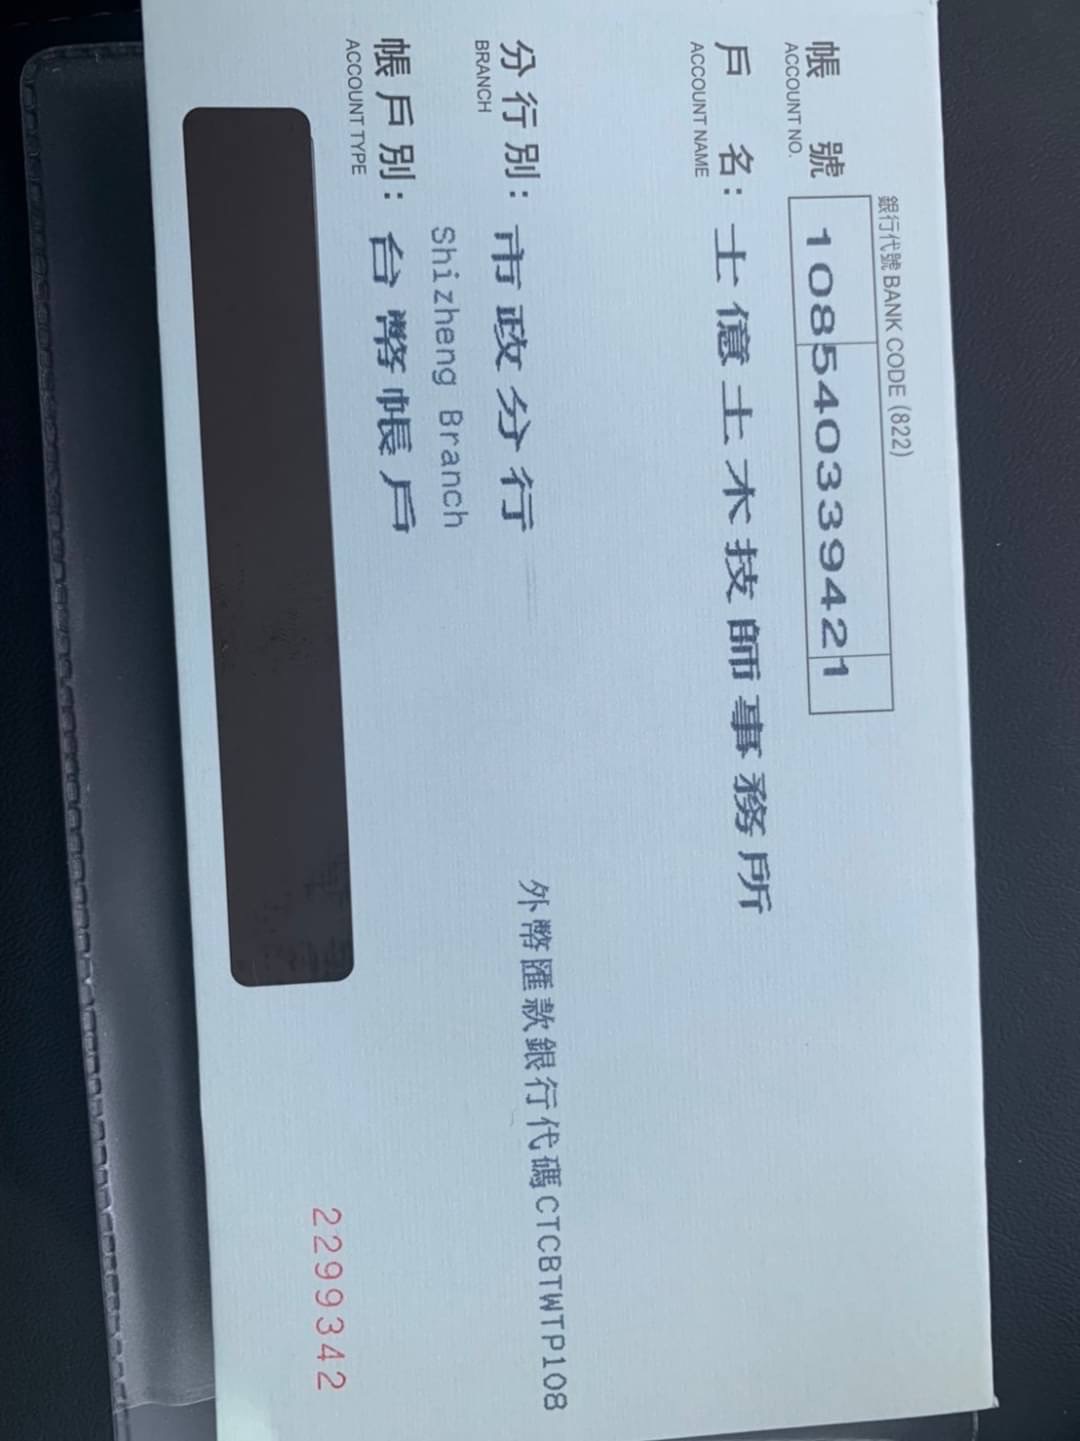 銀行代號 BANK CODE (822)
帳號 108540339421
ACCOUNT NO.
戶名: 士億土木技師事務所
ACCOUNT NAME
分行別: 市政分行
外幣匯款銀行代碼CTCBTWTP108
BRANCH
Shizheng Branch
帳戶別: 台幣帳戶
ACCOUNT TYPE
2299342